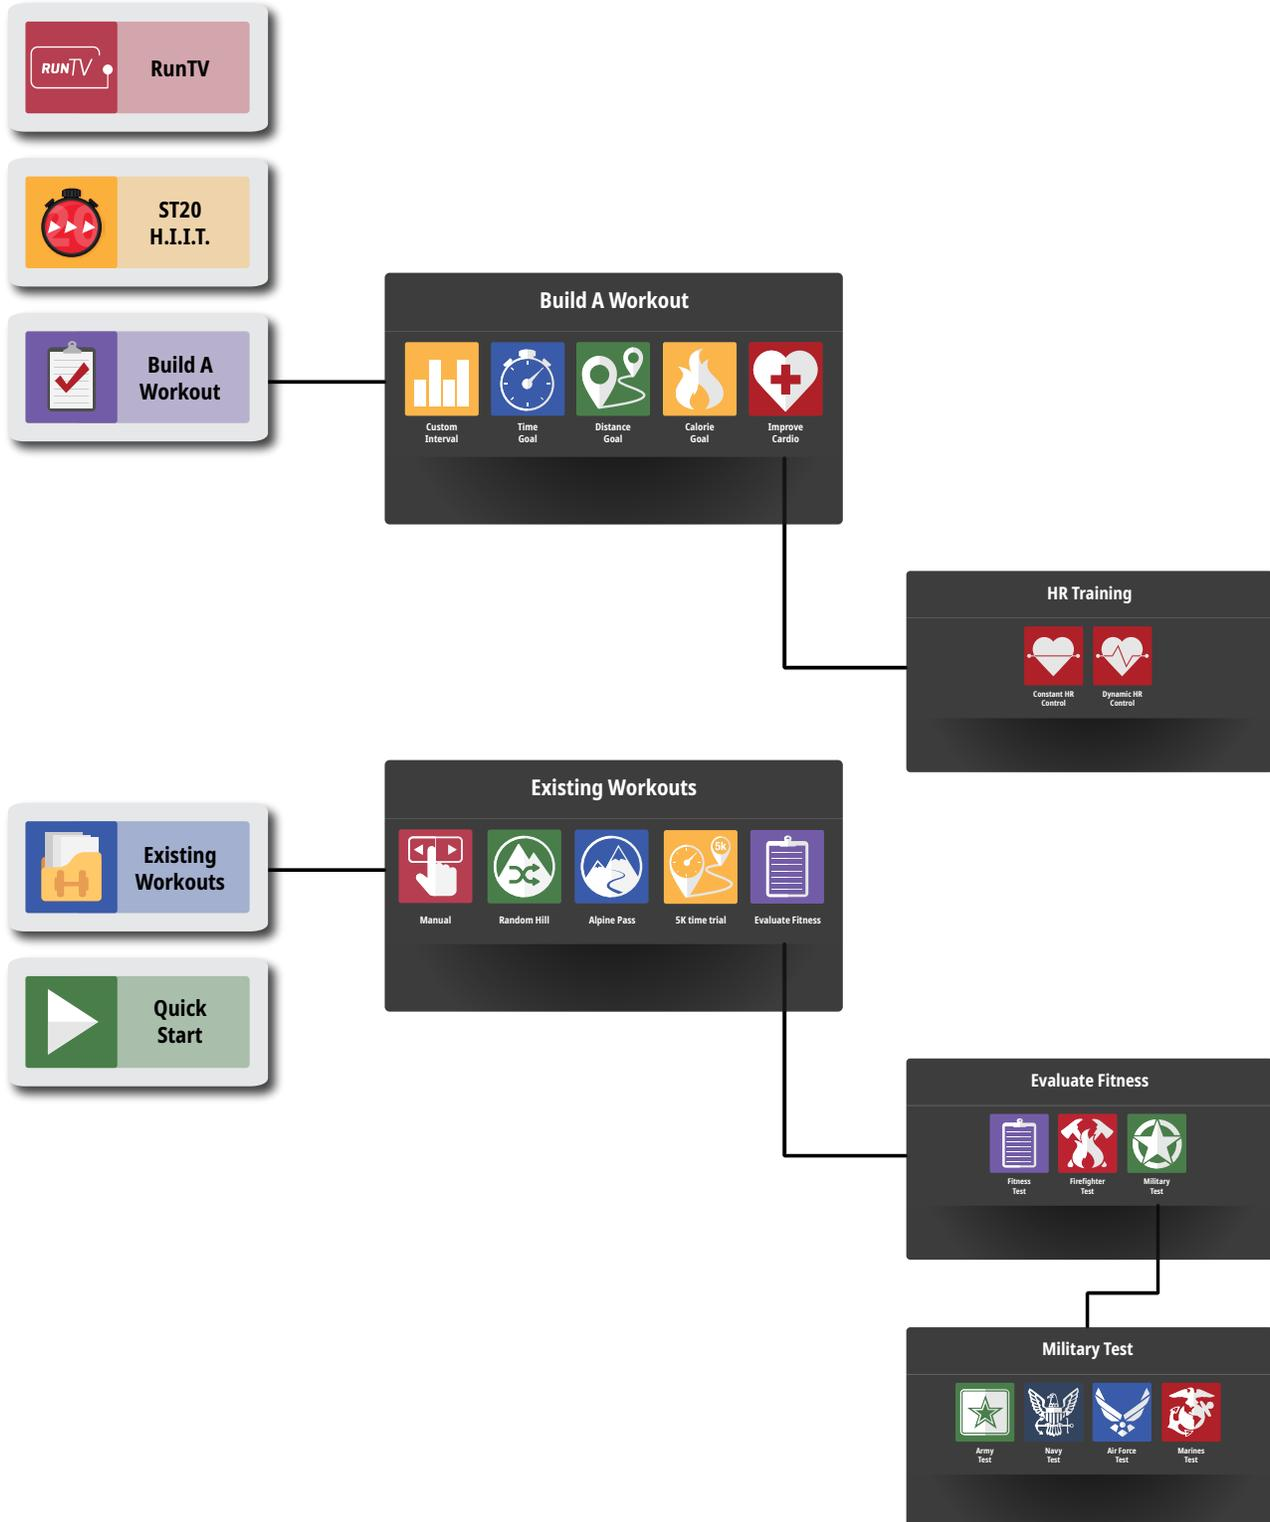 RUNTV
RunTV
20
ST20
H.I.I.T.
Build A
Workout
Build A Workout
Custom
Interval
Time
Goal
Distance
Goal
Calorie
Goal
Improve
Cardio
HR Training
Constant HR
Control
Dynamic HR
Control
Existing
Workouts
Existing Workouts
5k
Manual
Random Hill
Alpine Pass
5K time trial
Evaluate Fitness
Quick
Start
Evaluate Fitness
Fitness
Test
Firefighter
Test
Military
Test
Military Test
Army
Test
Navy
Test
Air Force
Test
Marines
Test